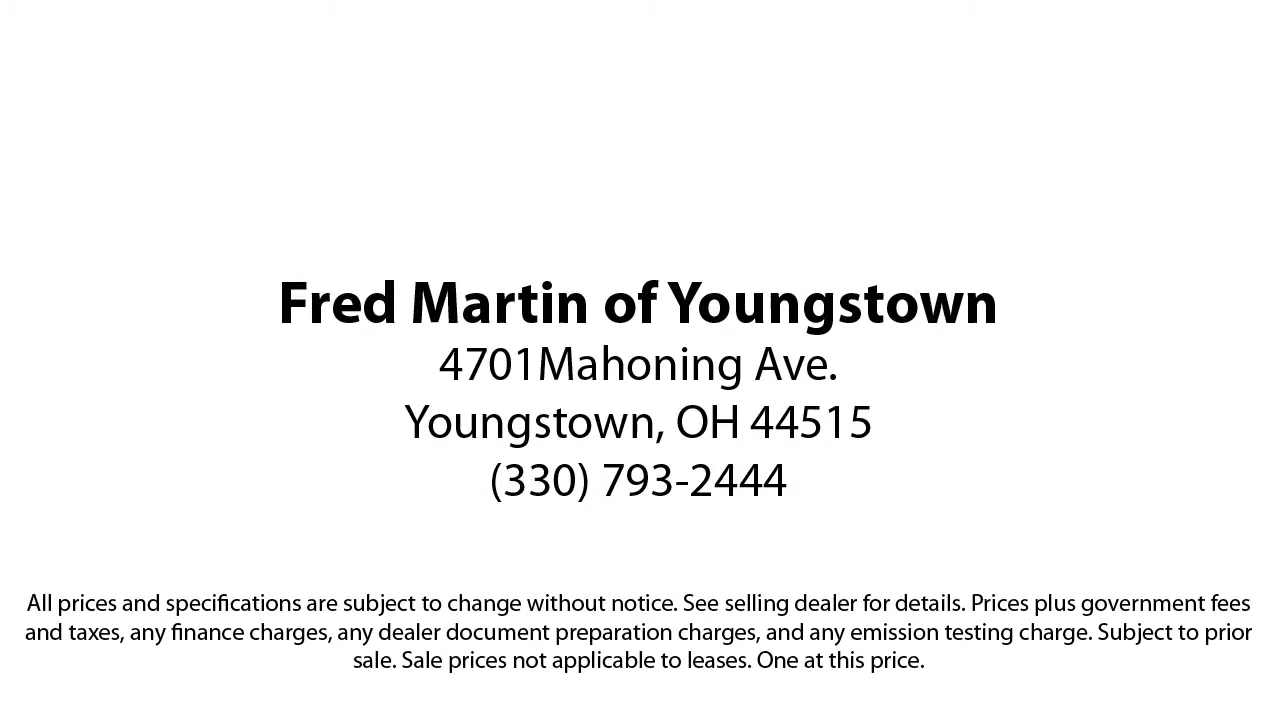 Fred Martin of Youngstown
4701Mahoning Ave.
Youngstown, OH 44515
(330) 793-2444
All prices and specifications are subject to change without notice. See selling dealer for details. Prices plus government fees
and taxes, any finance charges, any dealer document preparation charges, and any emission testing charge. Subject to prior
sale. Sale prices not applicable to leases. One at this price.